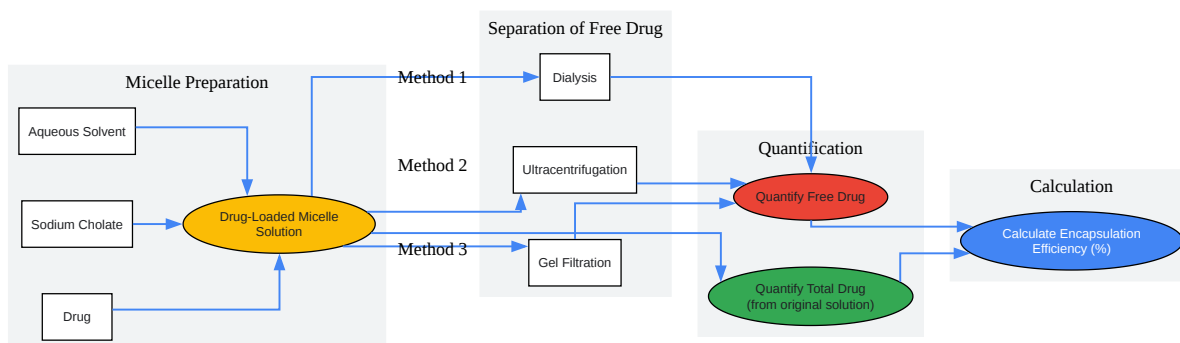 Micelle Preparation
Aqueous Solvent
Sodium Cholate
Drug
Drug-Loaded Micelle
Solution
Method 1
Method 2
Method 3
Separation of Free Drug
Dialysis
Ultracentrifugation
Gel Filtration
Quantification
Quantify Free Drug
Quantify Total Drug
(from original solution)
Calculation
Calculate Encapsulation
Efficiency (%)